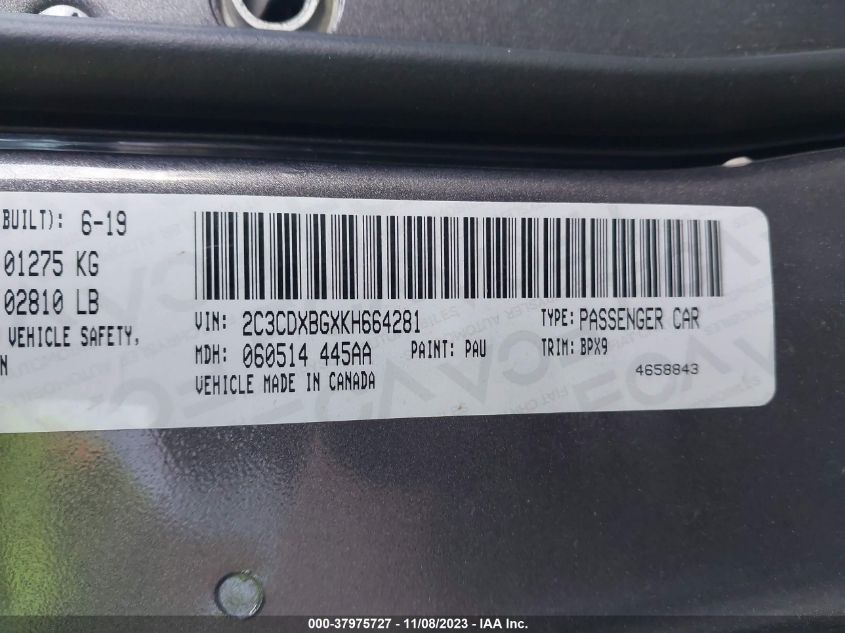 BUILT): 6-19
01275 KG
02810 LB
VEHICLE SAFETY,
N
VIN: 2C3CDXBGXKH664281
TYPE: PASSENGER CAR
MDH: 060514 445AA
PAINT: PAU
TRIM: BPX9
VEHICLE MADE IN CANADA
4658843
000-37975727 - 11/08/2023 - IAA Inc.